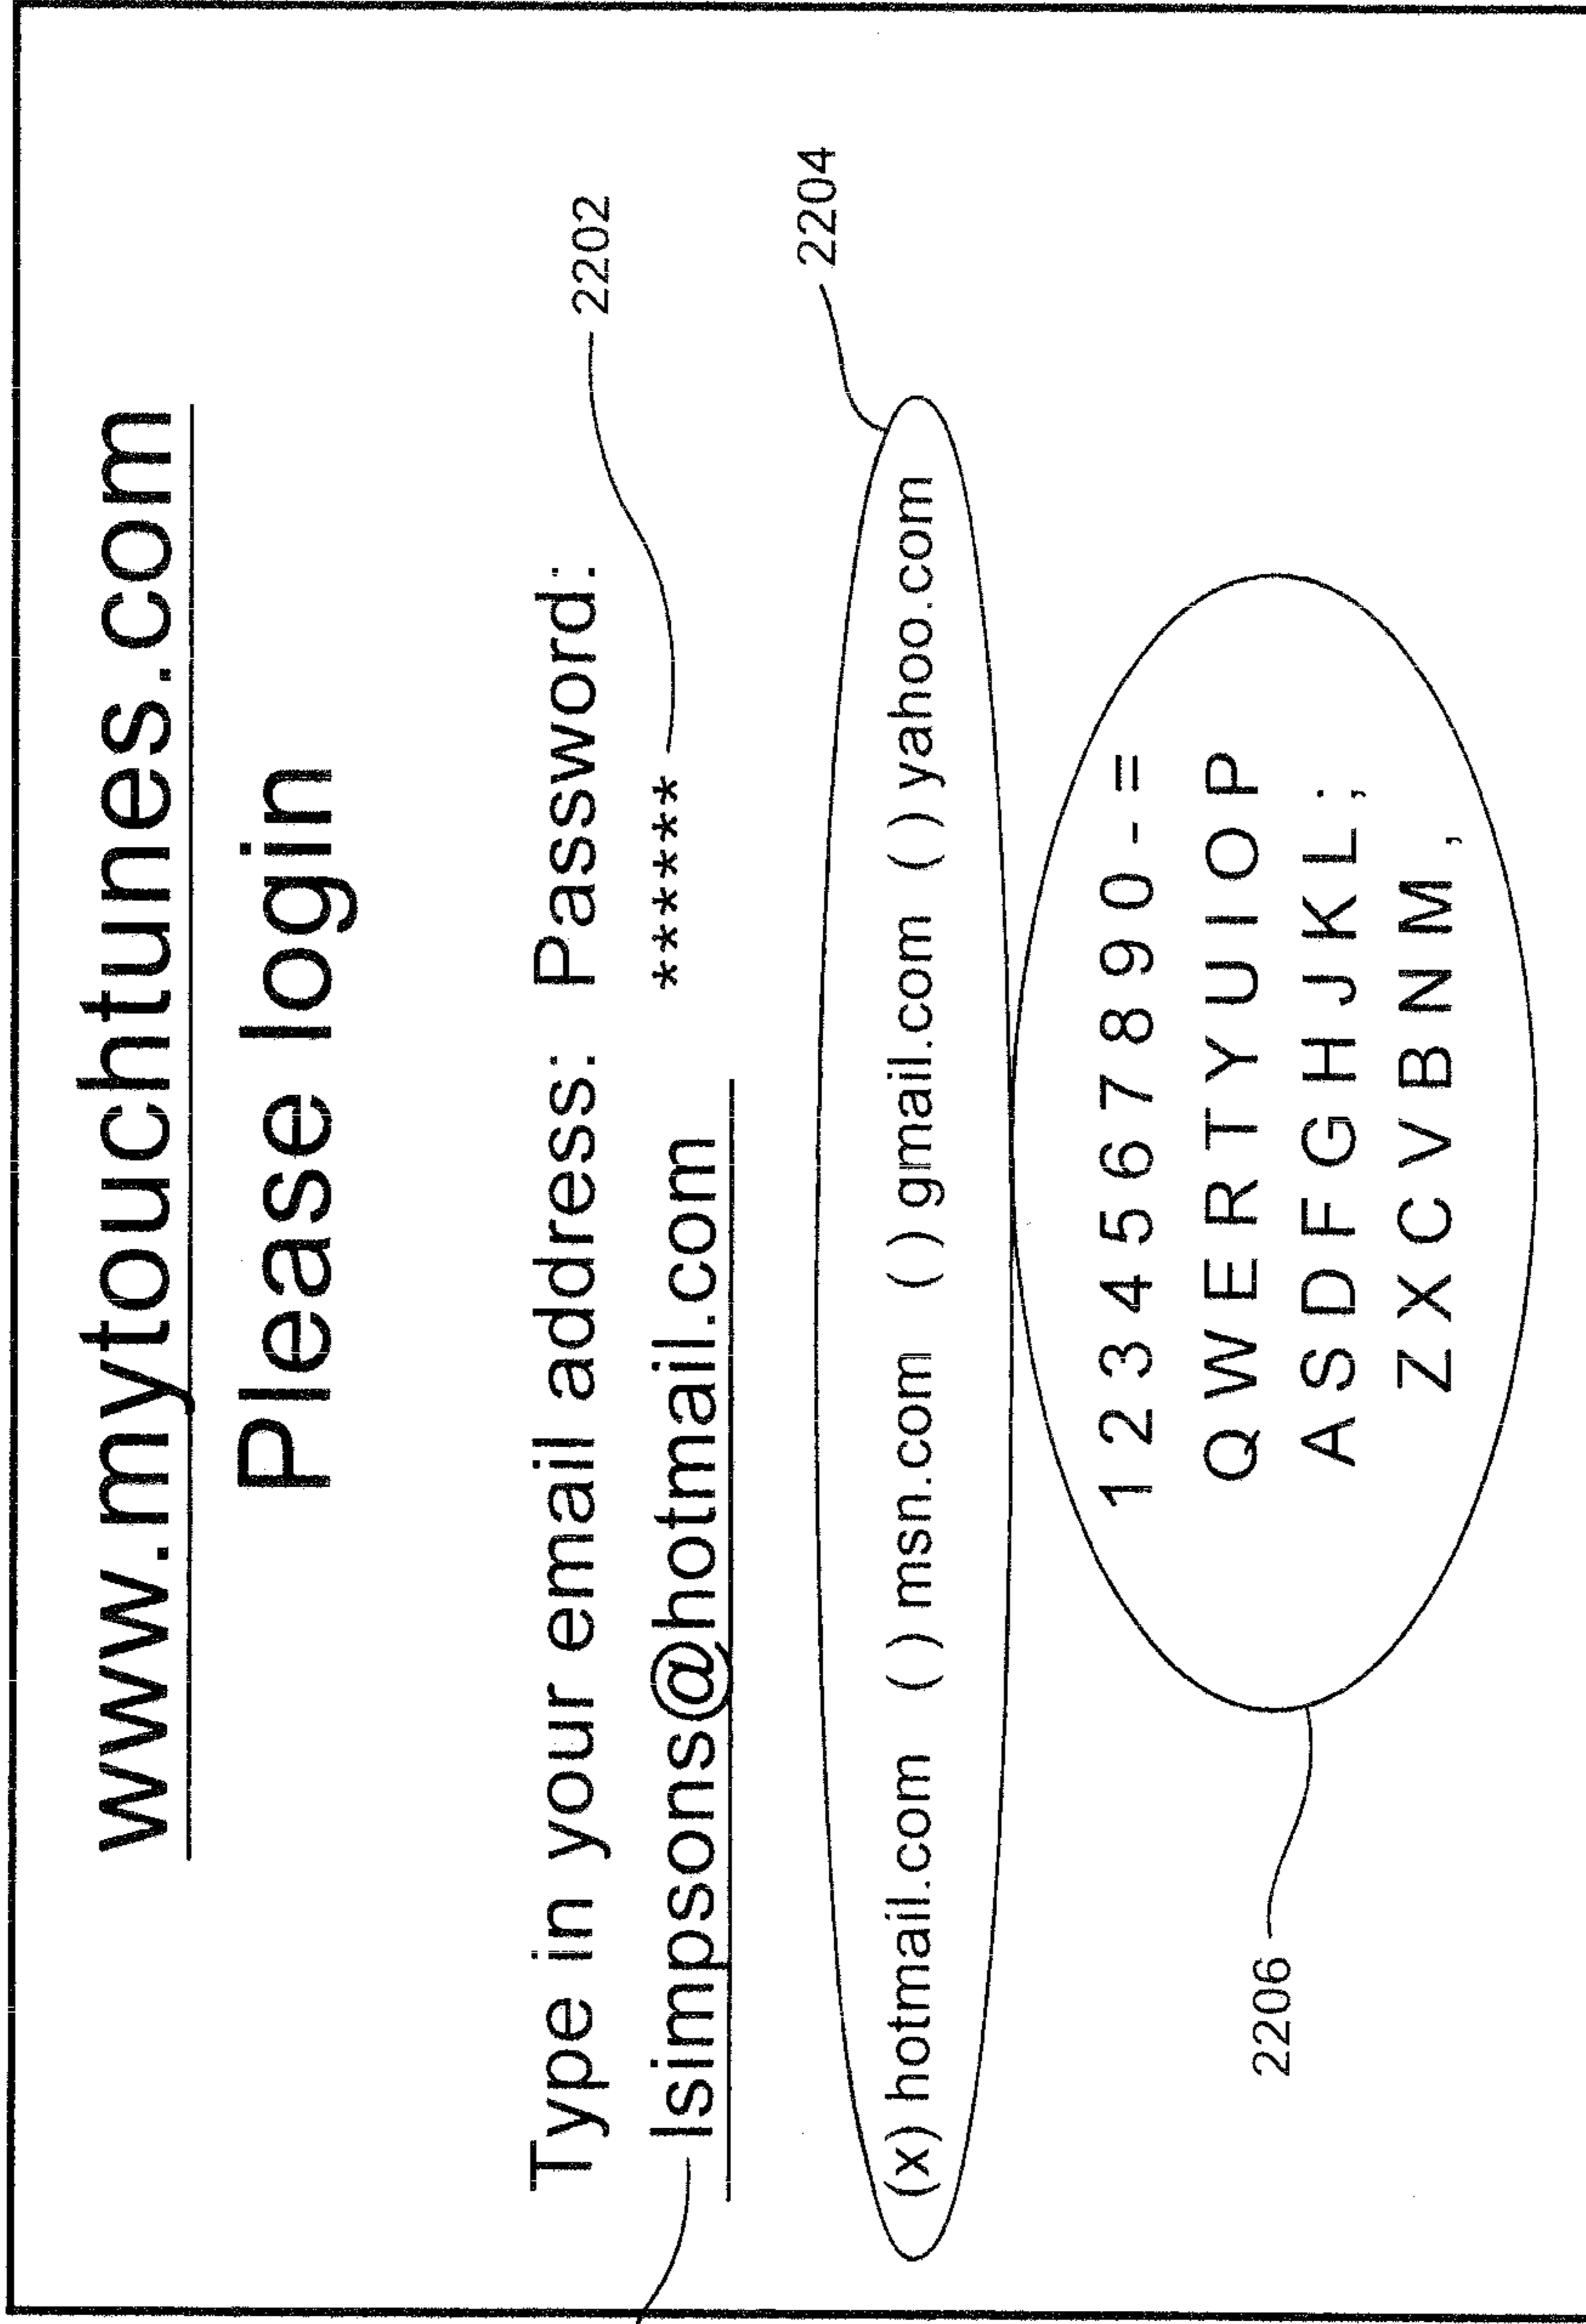 www.mytouchtunes.com
Please login
Type in your email address: Password:
lsimpsons@hotmail.com ******
2202
2204
(x) hotmail.com ( ) msn.com ( ) gmail.com ( ) yahoo.com
1 2 3 4 5 6 7 8 9 0 - =
Q W E R T Y U I O P
A S D F G H J K L ;
Z X C V B N M ,
2206